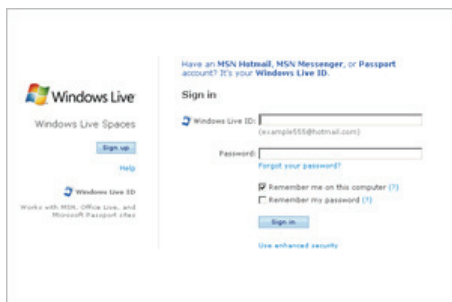 Have an MSN Hotmail, MSN Messenger, or Passport
account? It's your Windows Live ID.
Windows Live
Windows Live Spaces
Sign up
Help
Windows Live ID
Works with MSN, Office Live, and
Microsoft Passport sites
Sign in
Windows Live ID:
(example555@hotmail.com)
Password:
Forgot your password?
Remember me on this computer (?)
Remember my password (?)
Sign in
Use enhanced security